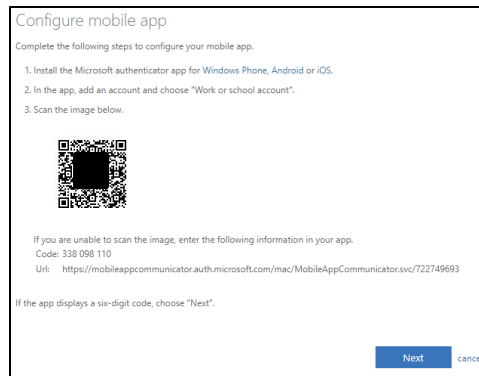 Configure mobile app
Complete the following steps to configure your mobile app.
1. Install the Microsoft authenticator app for Windows Phone, Android or iOS.
2. In the app, add an account and choose "Work or school account".
3. Scan the image below.
If you are unable to scan the image, enter the following information in your app.
Code: 338 098 110
Url: https://mobileappcommunicator.auth.microsoft.com/mac/MobileAppCommunicator.svc/722749693
If the app displays a six-digit code, choose "Next".
Next cance